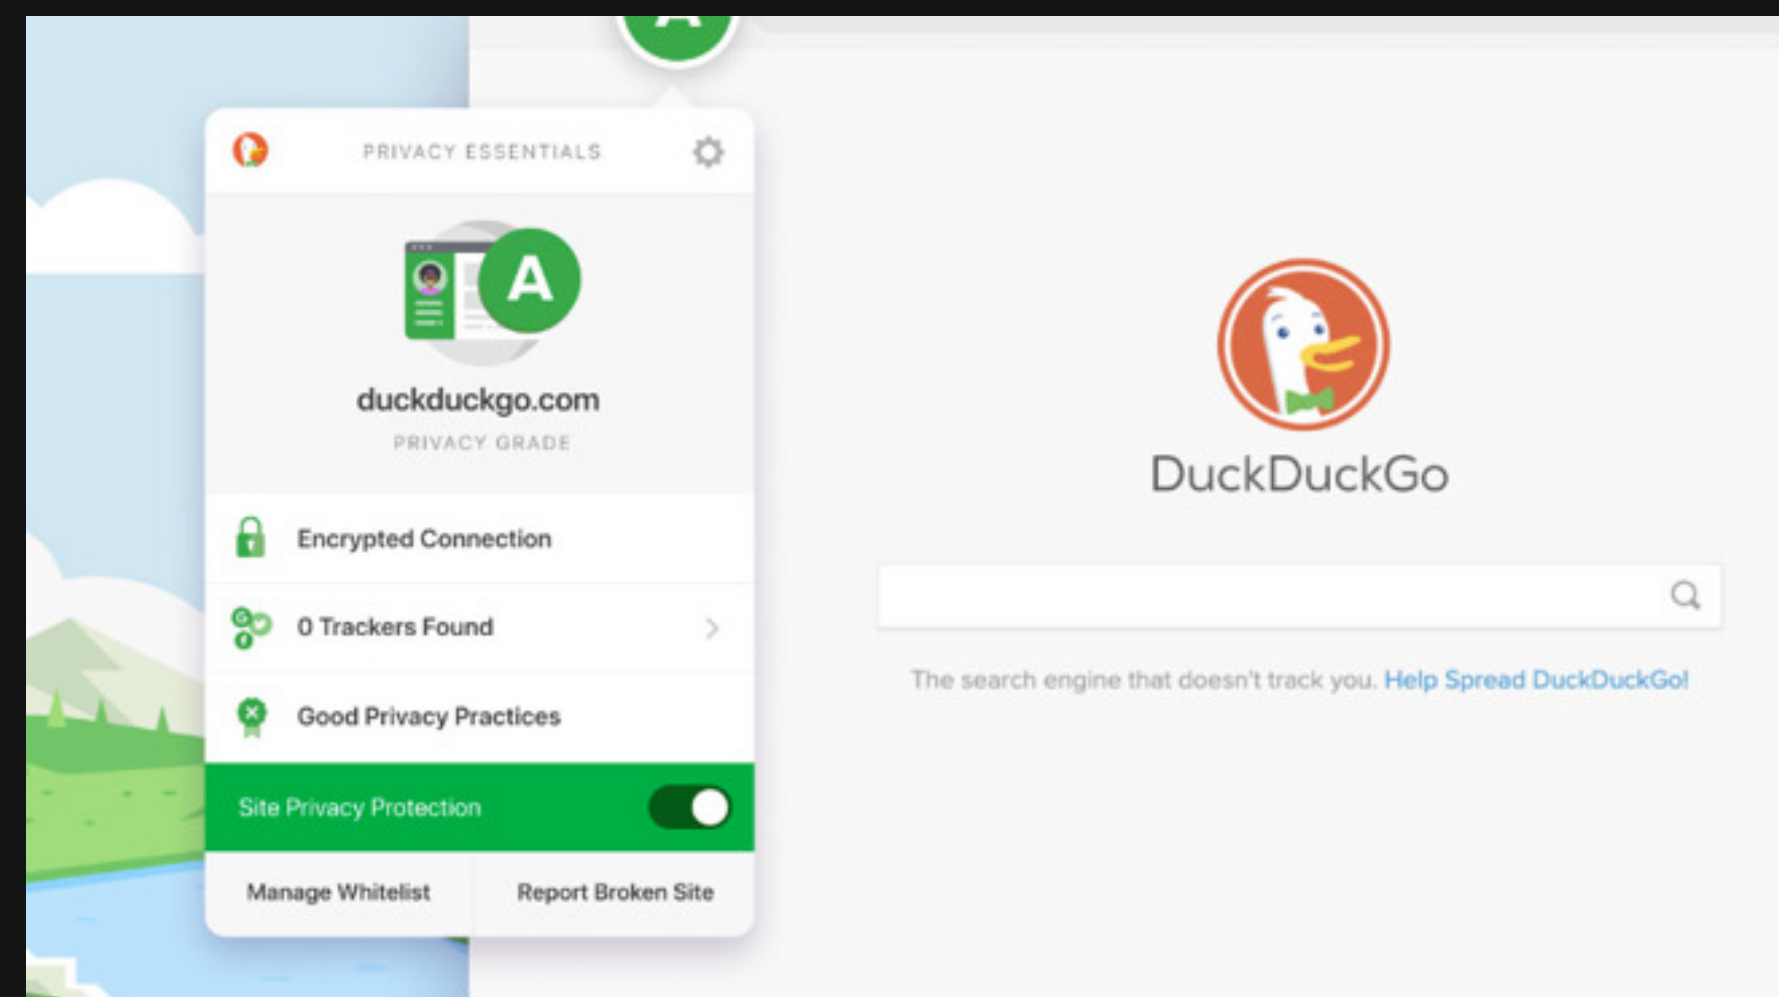 A
PRIVACY ESSENTIALS
A
duckduckgo.com
PRIVACY GRADE
Encrypted Connection
0 Trackers Found
Good Privacy Practices
Site Privacy Protection
Manage Whitelist
Report Broken Site
DuckDuckGo
The search engine that doesn't track you. Help Spread DuckDuckGo!